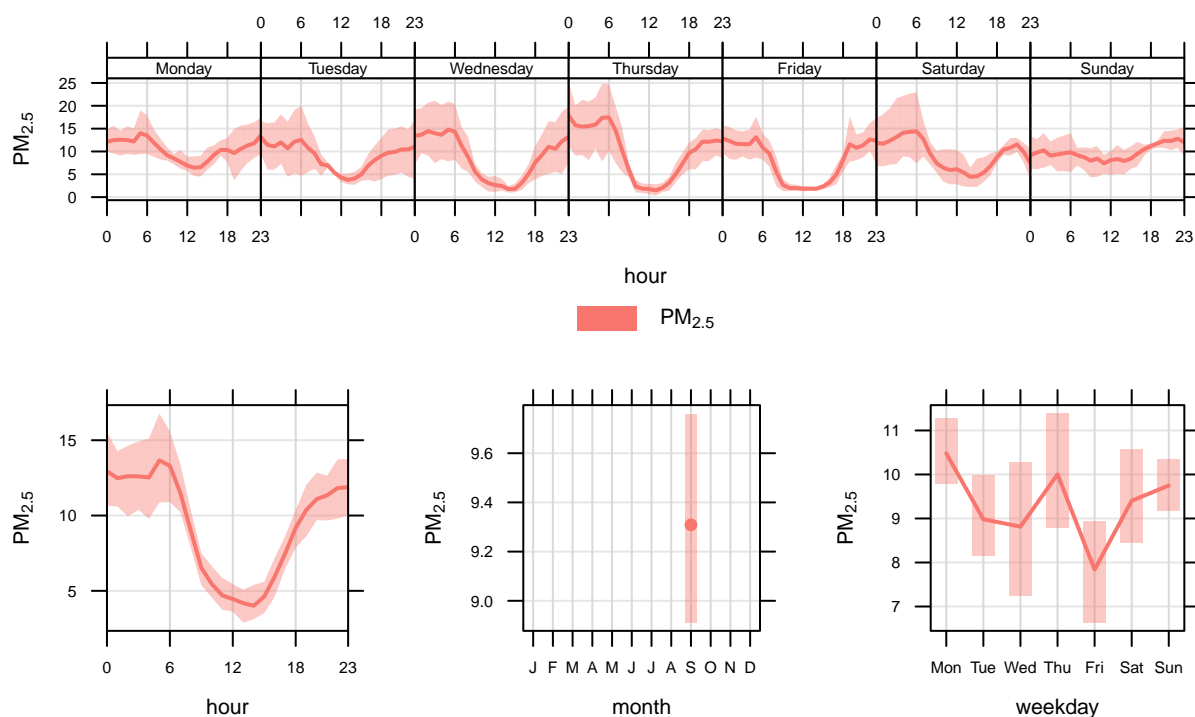 0 6 12 18 23 0 6 12 18 23 0 6 12 18 23
Monday Tuesday Wednesday Thursday Friday Saturday Sunday
25
20
15
10
5
0
PM2.5
0 6 12 18 23 0 6 12 18 23 0 6 12 18 23 0 6 12 18 23
hour
PM2.5
15
10
5
PM2.5
0 6 12 18 23
hour
9.6
9.4
9.2
9.0
PM2.5
J F M A M J J A S O N D
month
11
10
9
8
7
PM2.5
Mon Tue Wed Thu Fri Sat Sun
weekday